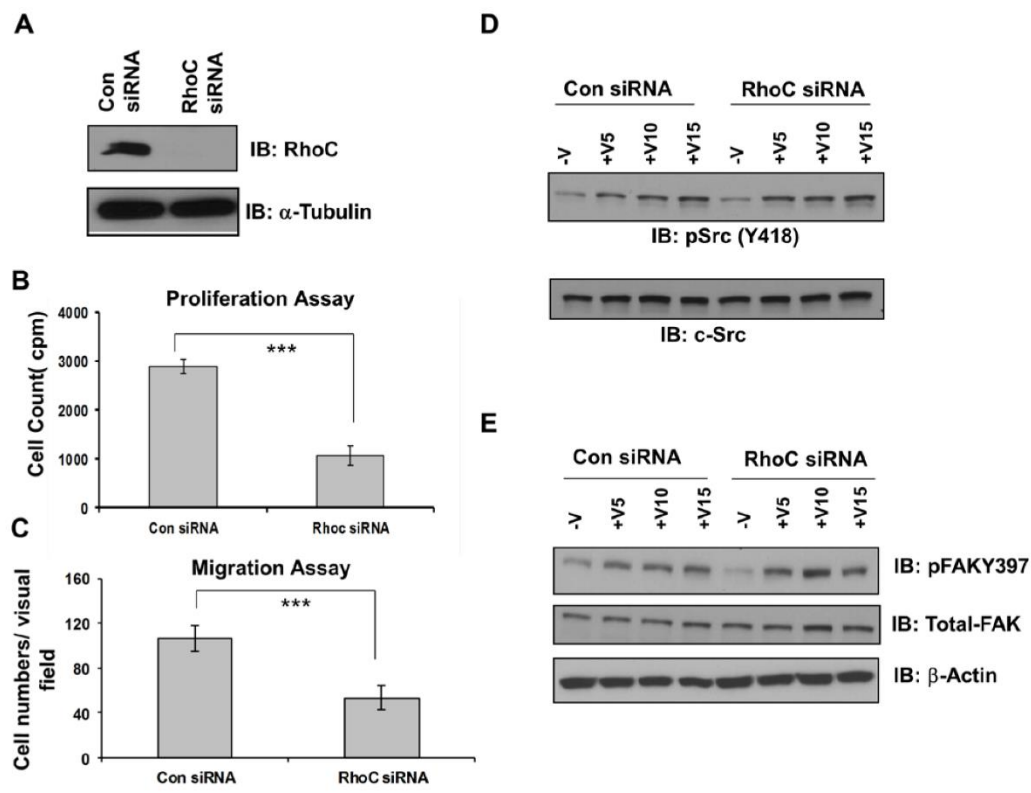 A
Con
siRNA
RhoC
siRNA
IB: RhoC
IB: α-Tubulin
B
Proliferation Assay
Cell Count( cpm)
4000
3000
2000
1000
0
***
Con siRNA
Rhoc siRNA
C
Migration Assay
Cell numbers/ visual
field
160
120
80
40
0
***
Con siRNA
RhoC siRNA
D
Con siRNA
RhoC siRNA
-V
+V5
+V10
+V15
-V
+V5
+V10
+V15
IB: pSrc (Y418)
IB: c-Src
E
Con siRNA
RhoC siRNA
-V
+V5
+V10
+V15
-V
+V5
+V10
+V15
IB: pFAKY397
IB: Total-FAK
IB: β-Actin